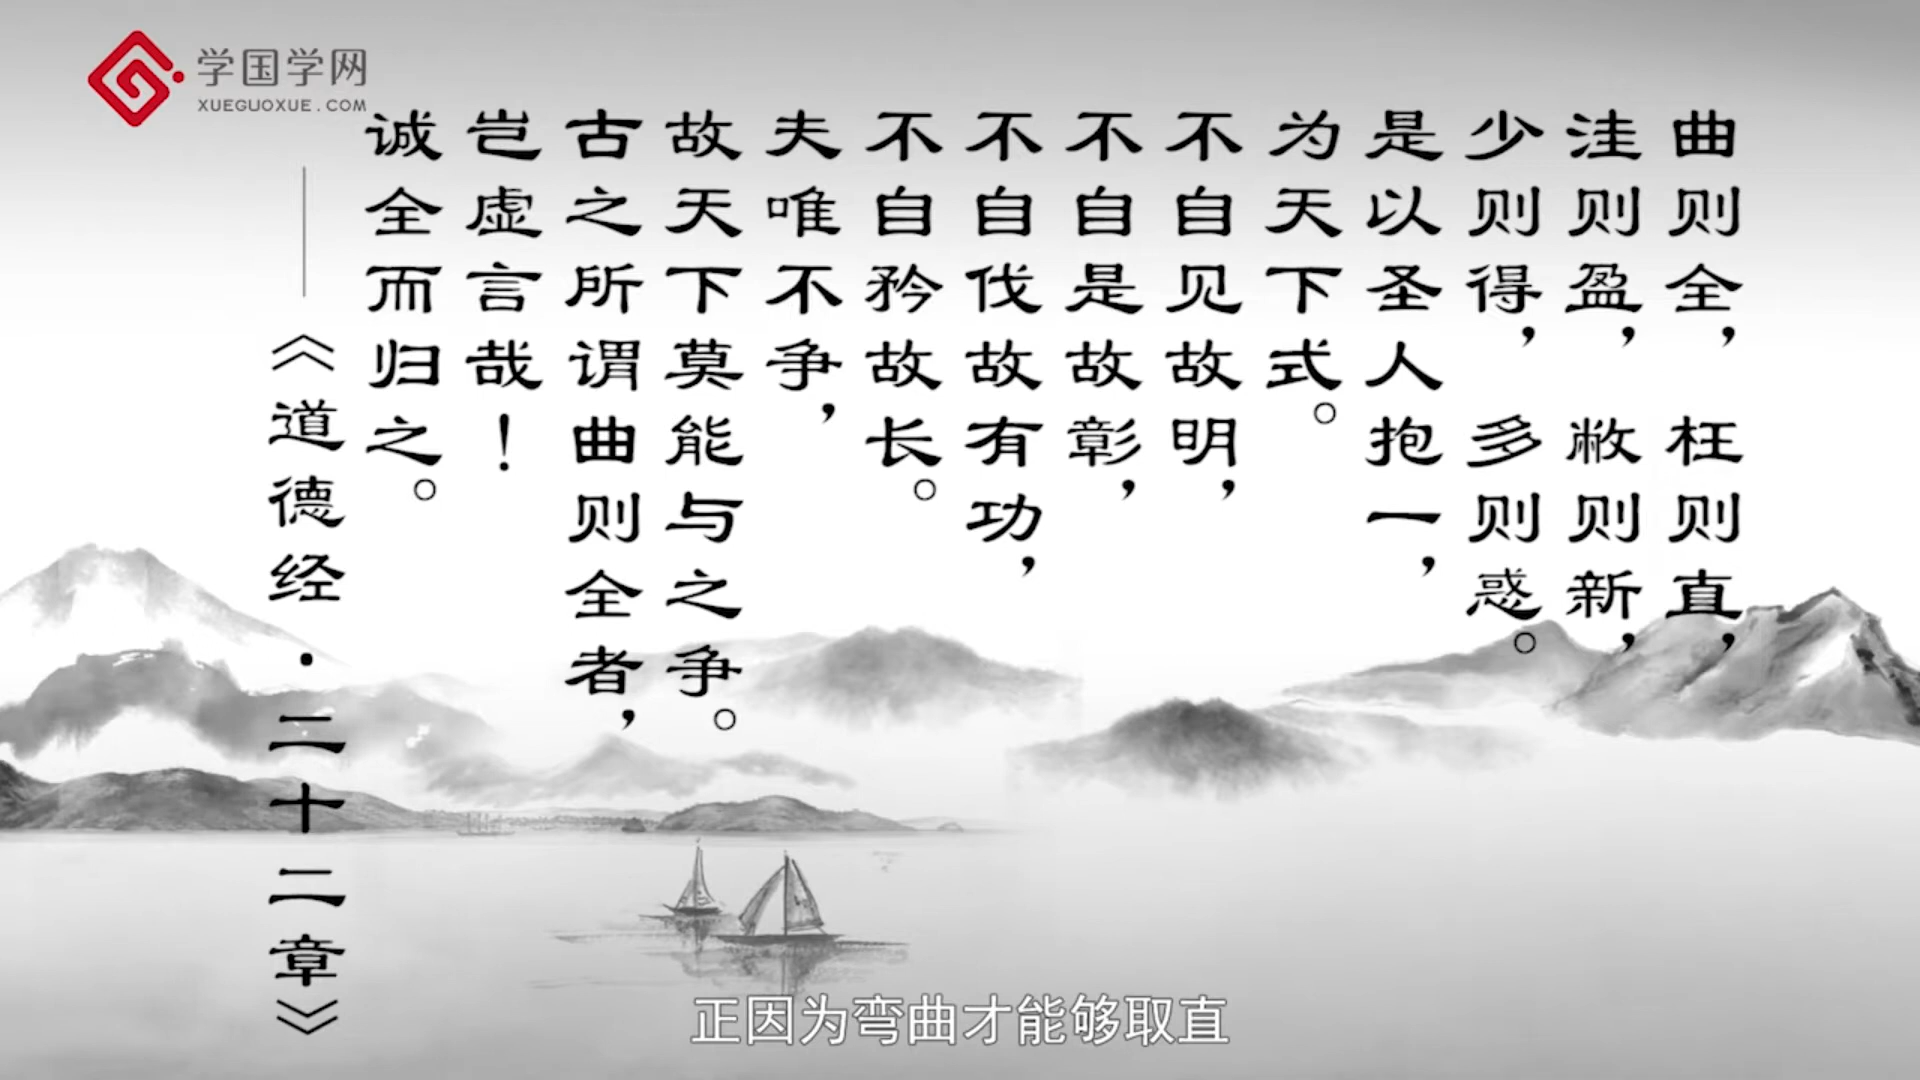 学国学网
XUEGUOXUE.COM
曲则全，枉则直，
洼则盈，敝则新，
少则得，多则惑。
是以圣人抱一，
为天下式。
不自见故明，
不自是故彰，
不自伐故有功，
不自矜故长。
夫唯不争，
故天下莫能与之争。
古之所谓曲则全者，
岂虚言哉！
诚全而归之。
——《道德经·二十二章》
正因为弯曲才能够取直